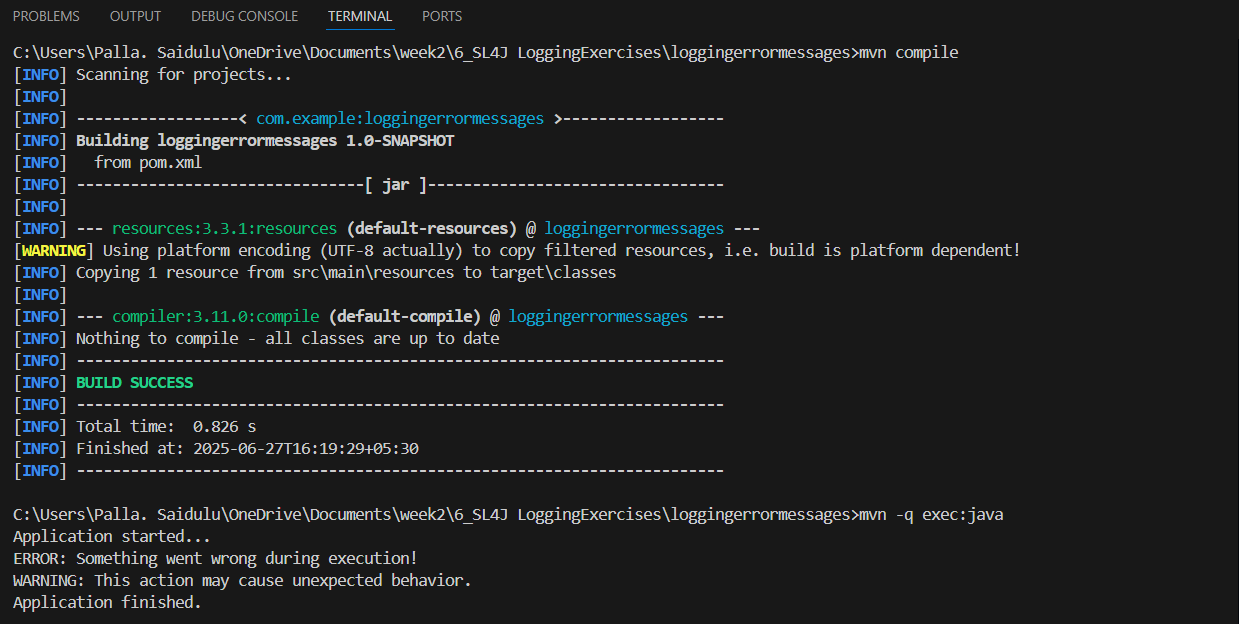 PROBLEMS OUTPUT DEBUG CONSOLE TERMINAL PORTS
C:\Users\Palla. Saidulu\OneDrive\Documents\week2\6_SL4J LoggingExercises\loggingerrormessages>mvn compile
[INFO] Scanning for projects...
[INFO]
[INFO] ------------------< com.example:loggingerrormessages >------------------
[INFO] Building loggingerrormessages 1.0-SNAPSHOT
[INFO]   from pom.xml
[INFO] --------------------------------[ jar ]---------------------------------
[INFO]
[INFO] --- resources:3.3.1:resources (default-resources) @ loggingerrormessages ---
[WARNING] Using platform encoding (UTF-8 actually) to copy filtered resources, i.e. build is platform dependent!
[INFO] Copying 1 resource from src\main\resources to target\classes
[INFO]
[INFO] --- compiler:3.11.0:compile (default-compile) @ loggingerrormessages ---
[INFO] Nothing to compile - all classes are up to date
[INFO] ------------------------------------------------------------------------
[INFO] BUILD SUCCESS
[INFO] ------------------------------------------------------------------------
[INFO] Total time:  0.826 s
[INFO] Finished at: 2025-06-27T16:19:29+05:30
[INFO] ------------------------------------------------------------------------
C:\Users\Palla. Saidulu\OneDrive\Documents\week2\6_SL4J LoggingExercises\loggingerrormessages>mvn -q exec:java
Application started...
ERROR: Something went wrong during execution!
WARNING: This action may cause unexpected behavior.
Application finished.